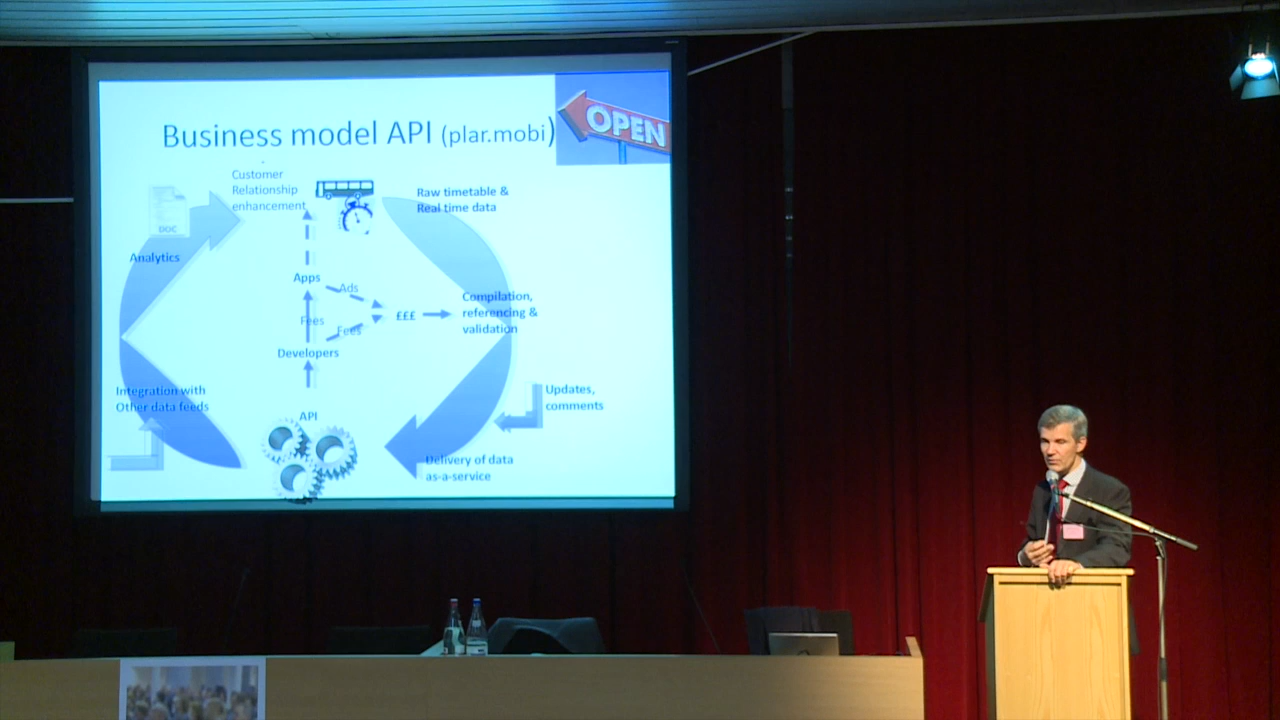 Business model API (plar.mobi)
OPEN
Customer
Relationship
enhancement
Raw timetable &
Real time data
DOC
Analytics
Apps
Ads
Compilation,
referencing &
validation
£££
Fees
Fees
Developers
Integration with
Other data feeds
Updates,
comments
API
Delivery of data
as-a-service